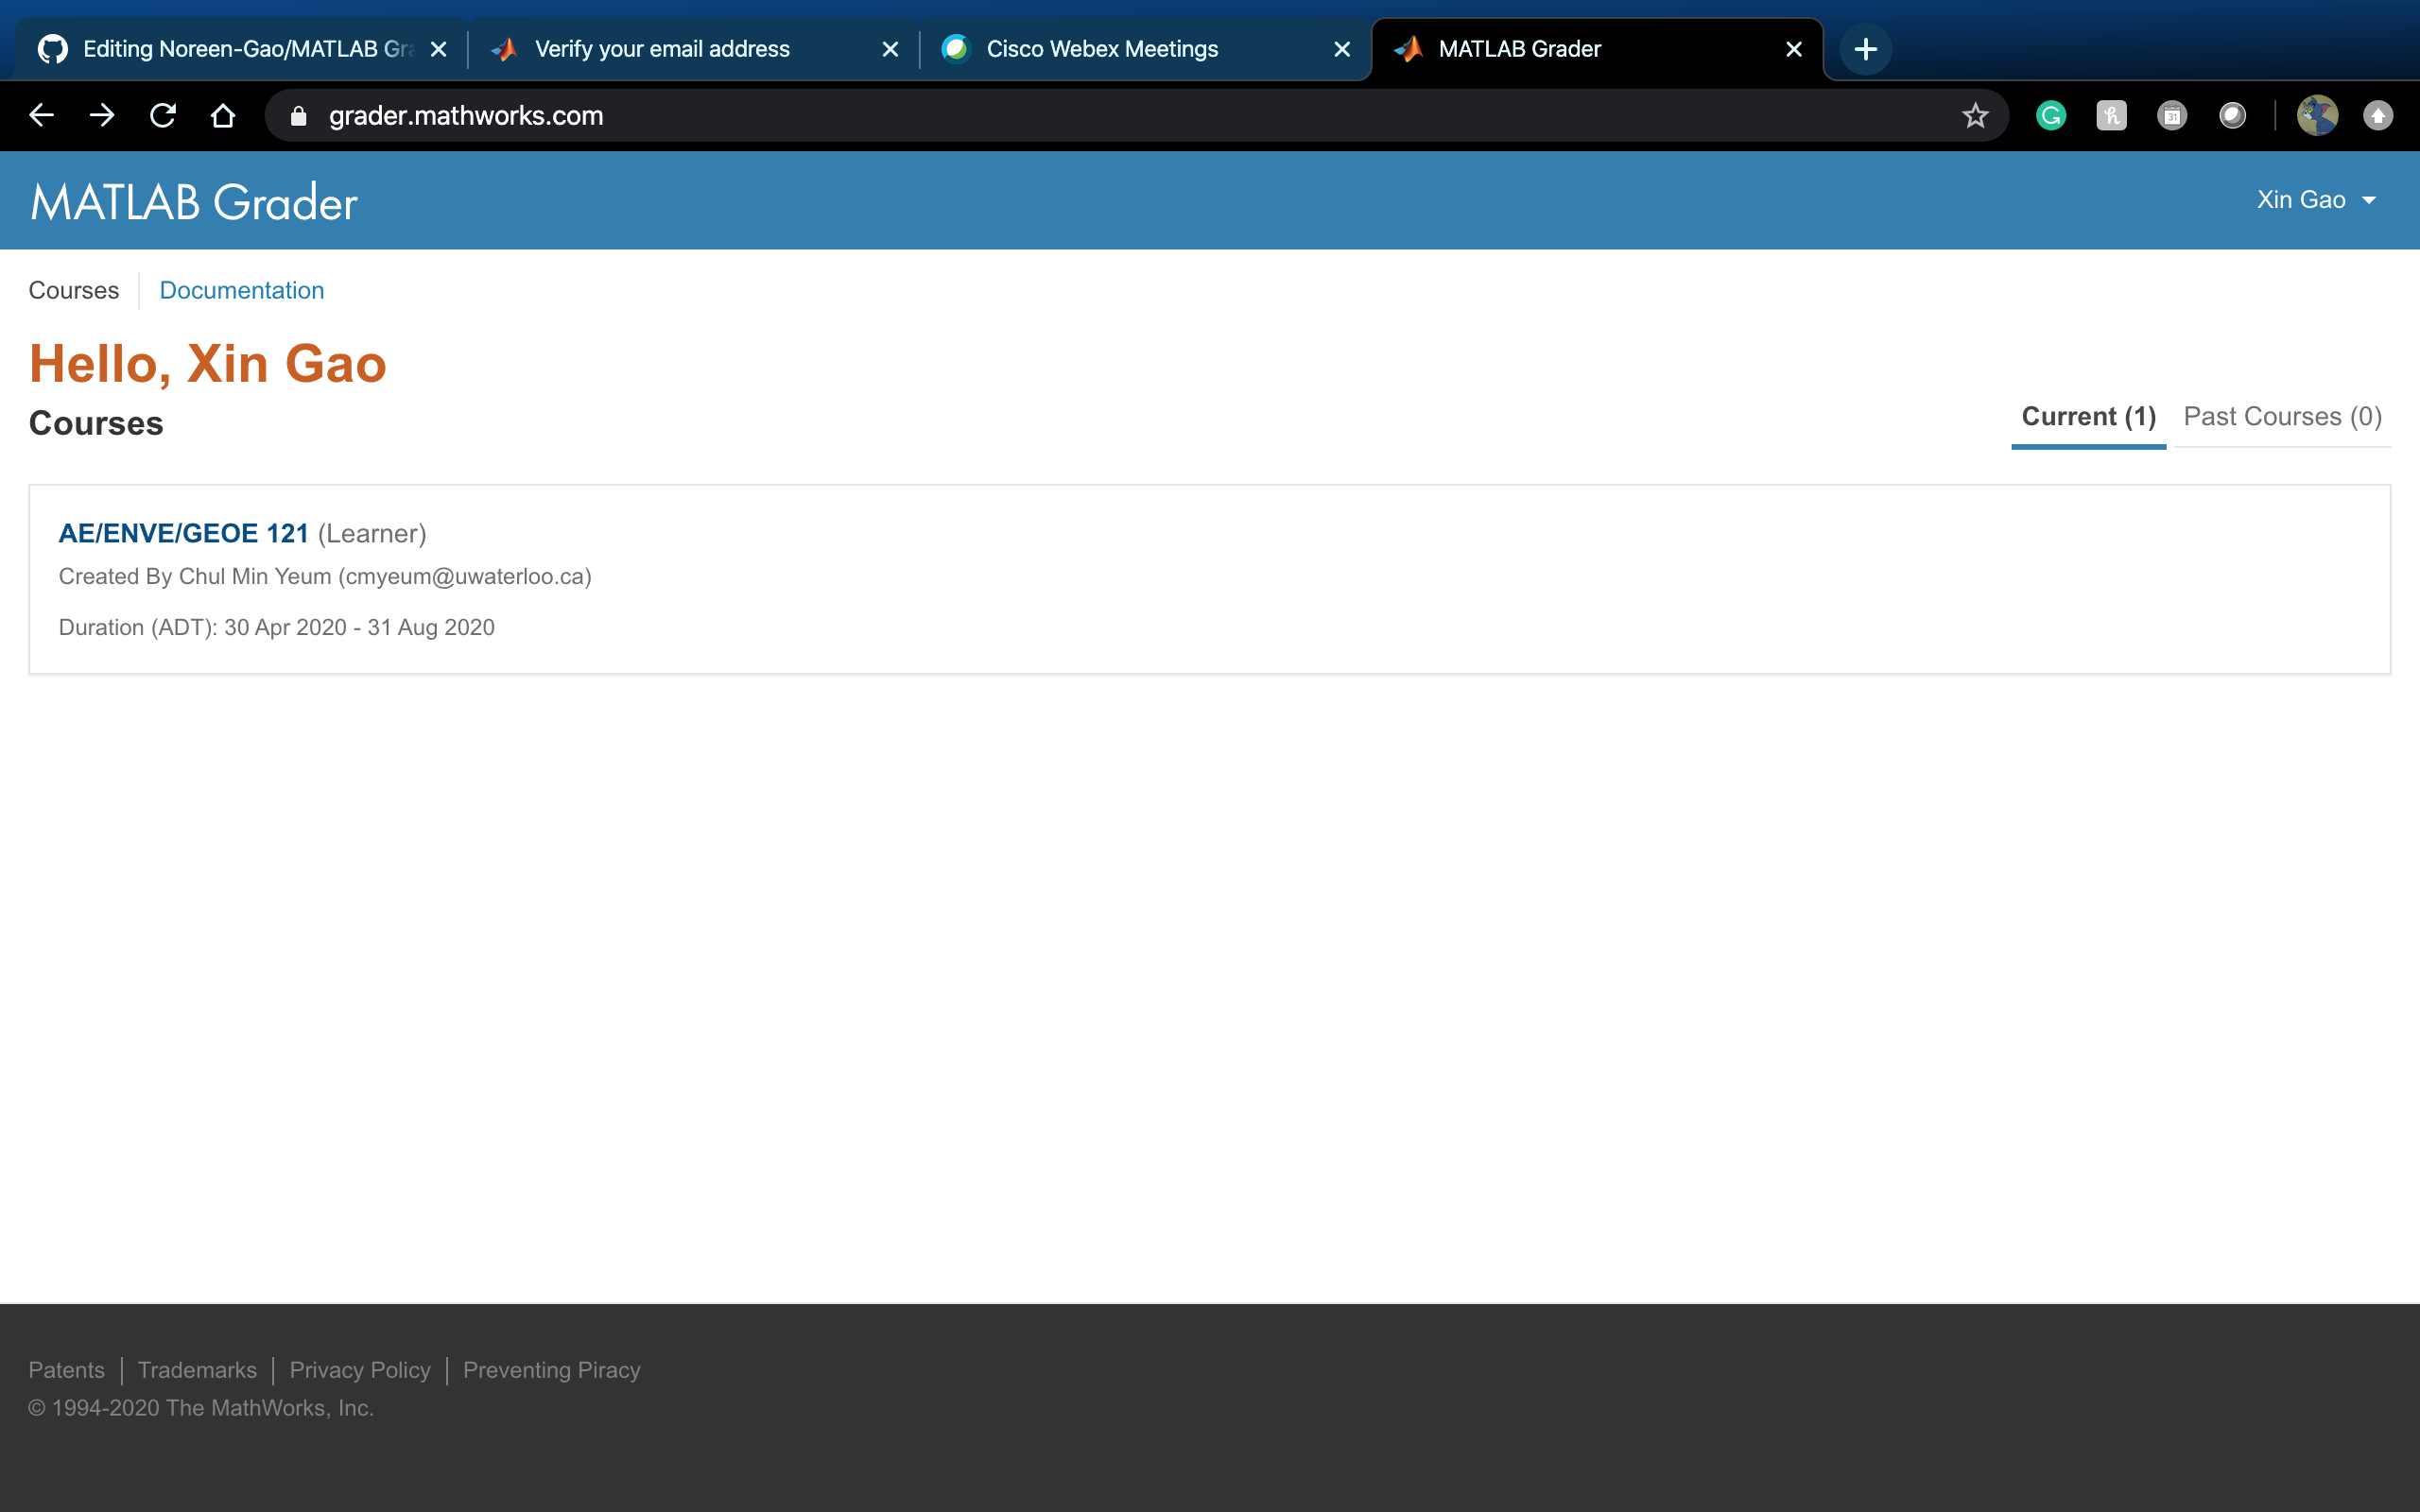 Editing Noreen-Gao/MATLAB Gra
Verify your email address
Cisco Webex Meetings
MATLAB Grader
grader.mathworks.com
31
MATLAB Grader
Xin Gao
Courses
Documentation
Hello, Xin Gao
Courses
Current (1)
Past Courses (0)
AE/ENVE/GEOE 121 (Learner)
Created By Chul Min Yeum (cmyeum@uwaterloo.ca)
Duration (ADT): 30 Apr 2020 - 31 Aug 2020
Patents
Trademarks
Privacy Policy
Preventing Piracy
© 1994-2020 The MathWorks, Inc.